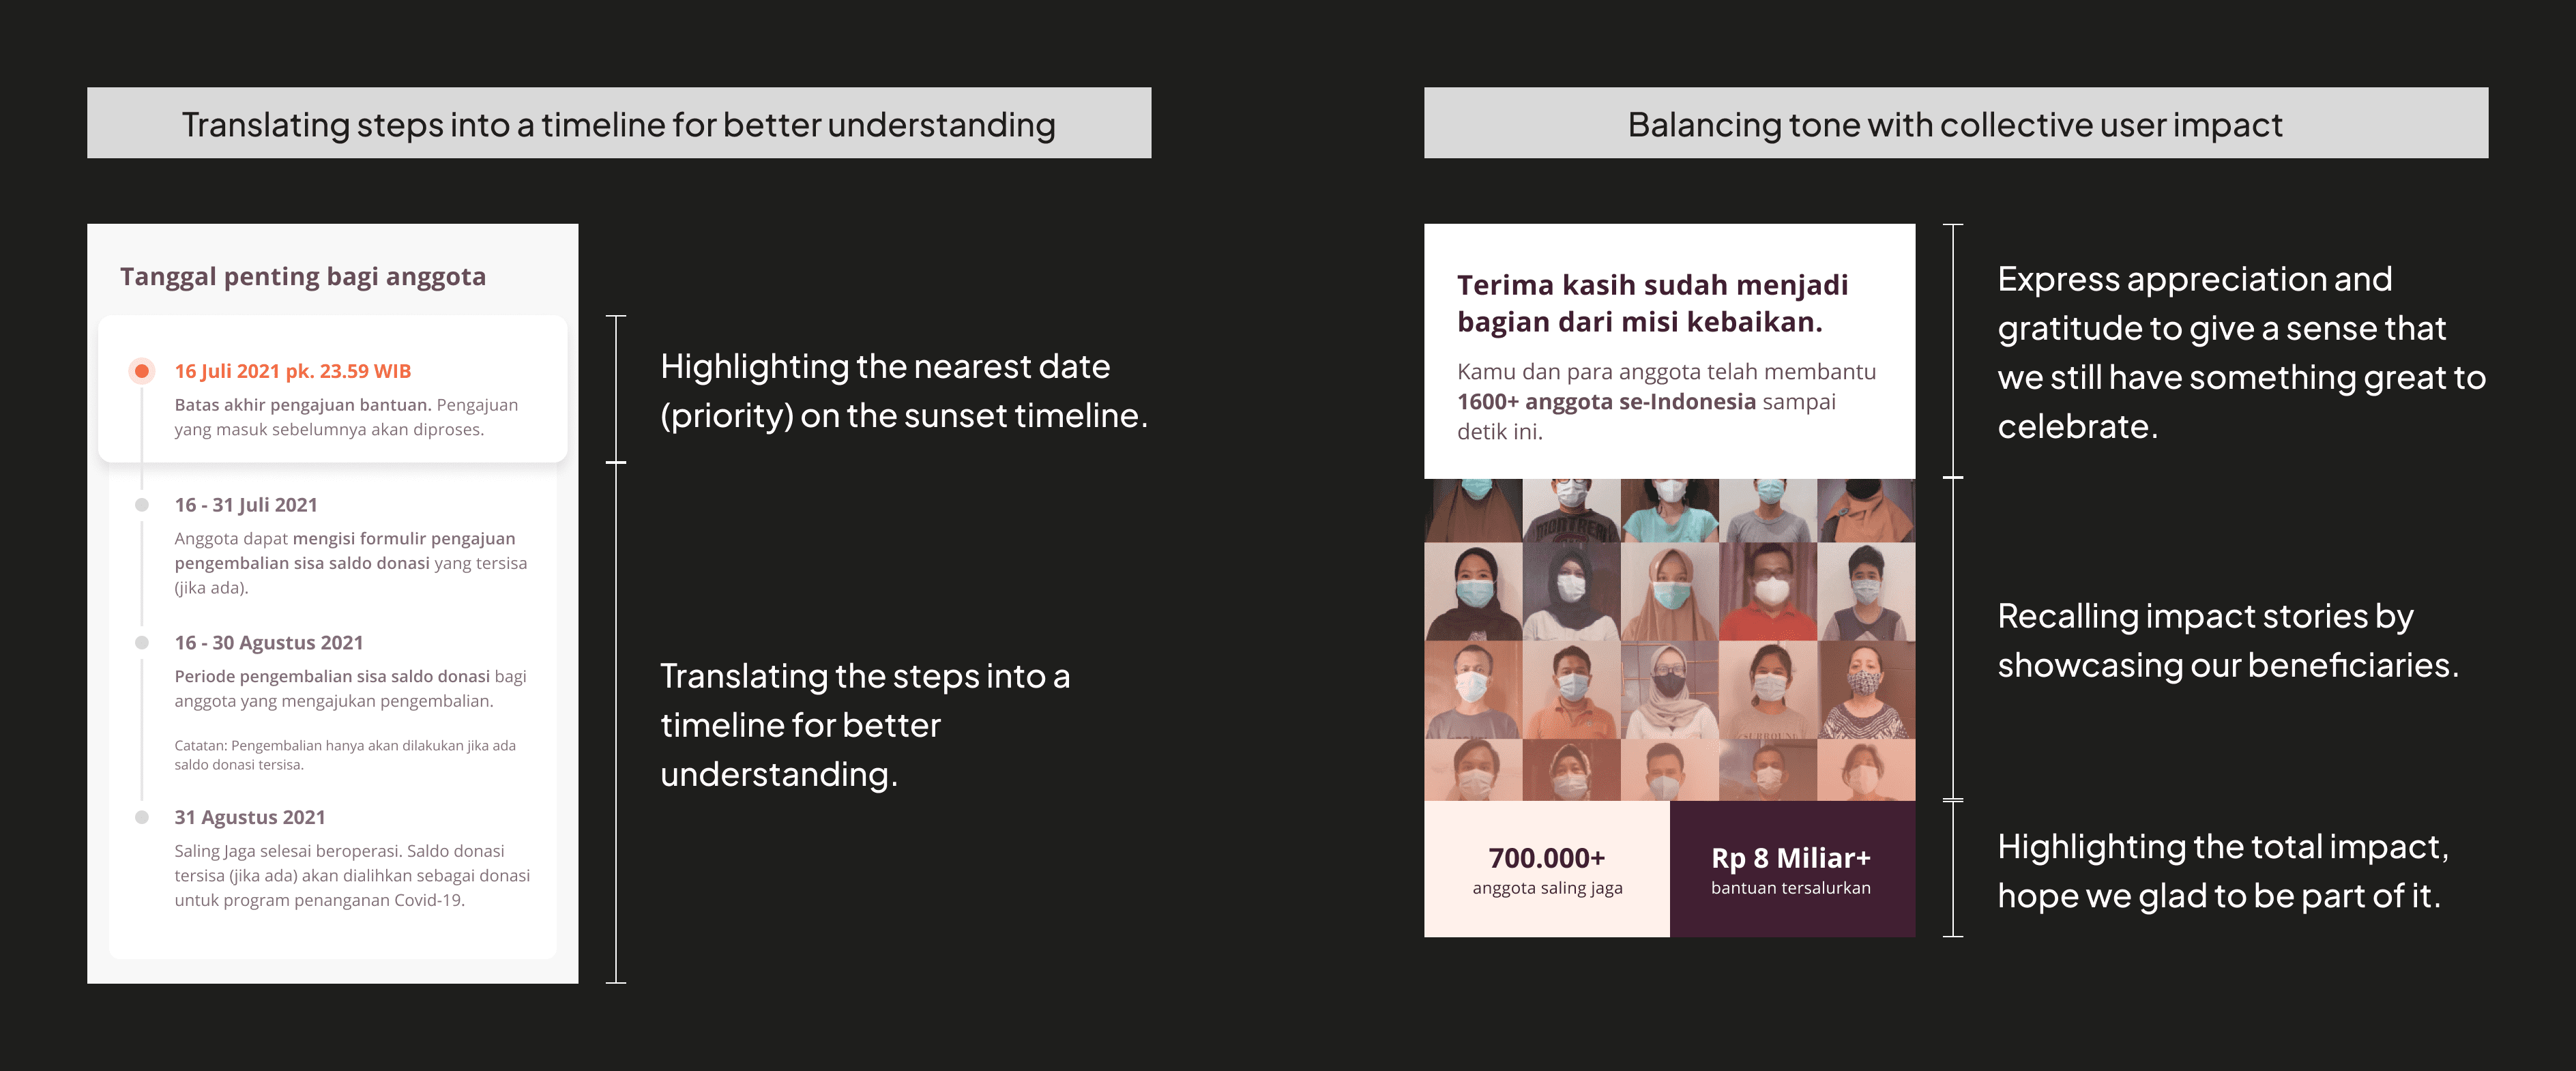 Translating steps into a timeline for better understanding
Tanggal penting bagi anggota
16 Juli 2021 pk. 23.59 WIB
Batas akhir pengajuan bantuan. Pengajuan
yang masuk sebelumnya akan diproses.
16 - 31 Juli 2021
Anggota dapat mengisi formulir pengajuan
pengembalian sisa saldo donasi yang tersisa
(jika ada).
16 - 30 Agustus 2021
Periode pengembalian sisa saldo donasi bagi
anggota yang mengajukan pengembalian.
Catatan: Pengembalian hanya akan dilakukan jika ada
saldo donasi tersisa.
31 Agustus 2021
Saling Jaga selesai beroperasi. Saldo donasi
tersisa (jika ada) akan dialihkan sebagai donasi
untuk program penanganan Covid-19.
Highlighting the nearest date
(priority) on the sunset timeline.
Translating the steps into a
timeline for better
understanding.
Balancing tone with collective user impact
Terima kasih sudah menjadi
bagian dari misi kebaikan.
Kamu dan para anggota telah membantu
1600+ anggota se-Indonesia sampai
detik ini.
MONTREA
700.000+
anggota saling jaga
Rp 8 Miliar+
bantuan tersalurkan
Express appreciation and
gratitude to give a sense that
we still have something great to
celebrate.
Recalling impact stories by
showcasing our beneficiaries.
Highlighting the total impact,
hope we glad to be part of it.